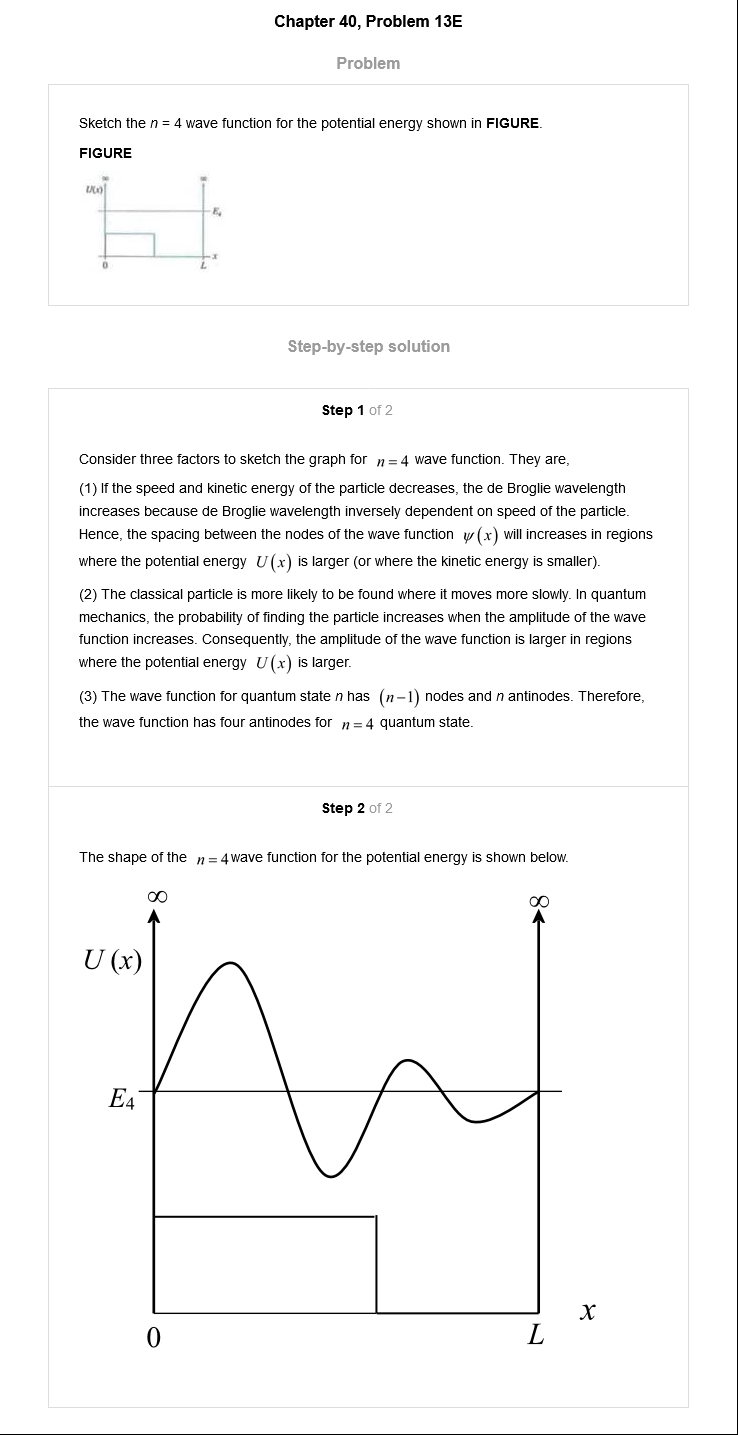 Chapter 40, Problem 13E
Problem
Sketch the n = 4 wave function for the potential energy shown in FIGURE.
FIGURE
∞ ∞
U(x)
E₄
x
0 L
Step-by-step solution
Step 1 of 2
Consider three factors to sketch the graph for n = 4 wave function. They are,
(1) If the speed and kinetic energy of the particle decreases, the de Broglie wavelength
increases because de Broglie wavelength inversely dependent on speed of the particle.
Hence, the spacing between the nodes of the wave function ψ(x) will increases in regions
where the potential energy U(x) is larger (or where the kinetic energy is smaller).
(2) The classical particle is more likely to be found where it moves more slowly. In quantum
mechanics, the probability of finding the particle increases when the amplitude of the wave
function increases. Consequently, the amplitude of the wave function is larger in regions
where the potential energy U(x) is larger.
(3) The wave function for quantum state n has (n−1) nodes and n antinodes. Therefore,
the wave function has four antinodes for n = 4 quantum state.
Step 2 of 2
The shape of the n = 4 wave function for the potential energy is shown below.
∞ ∞
U (x)
E₄
x
0 L